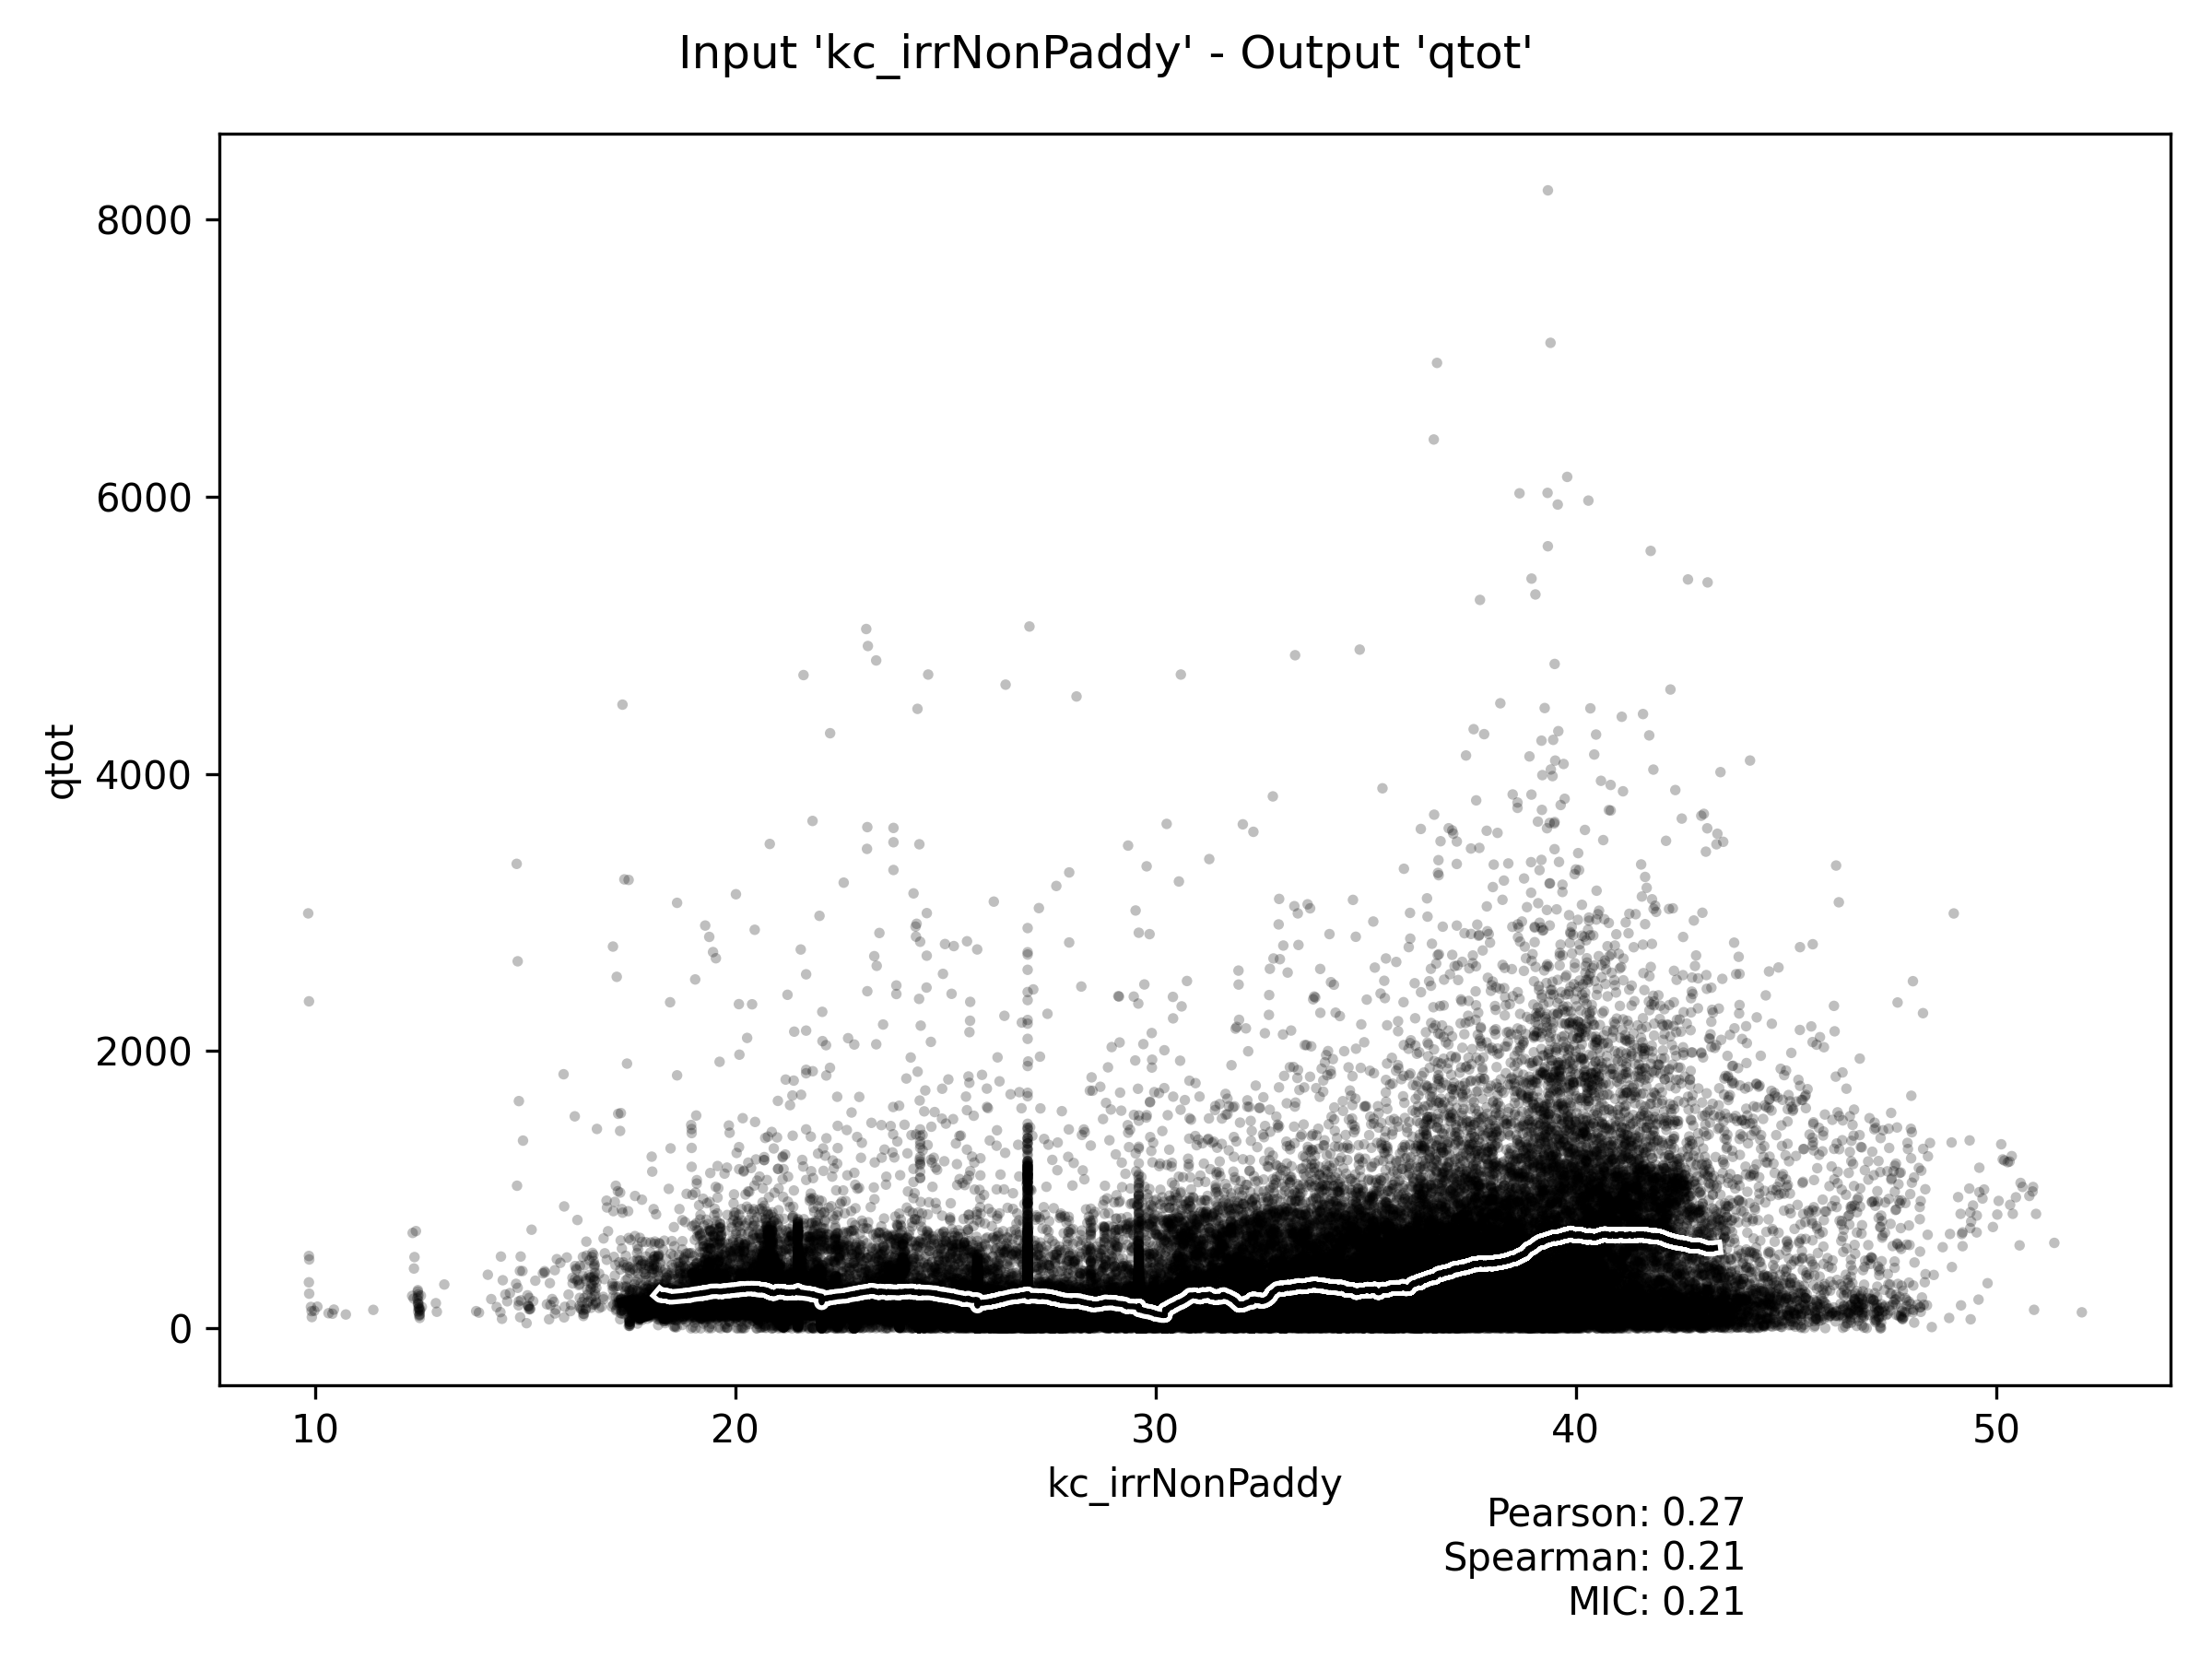 Input 'kc_irrNonPaddy' - Output 'qtot'
8000
6000
4000
2000
0
qtot
10 20 30 40 50
kc_irrNonPaddy
Pearson: 0.27
Spearman: 0.21
MIC: 0.21